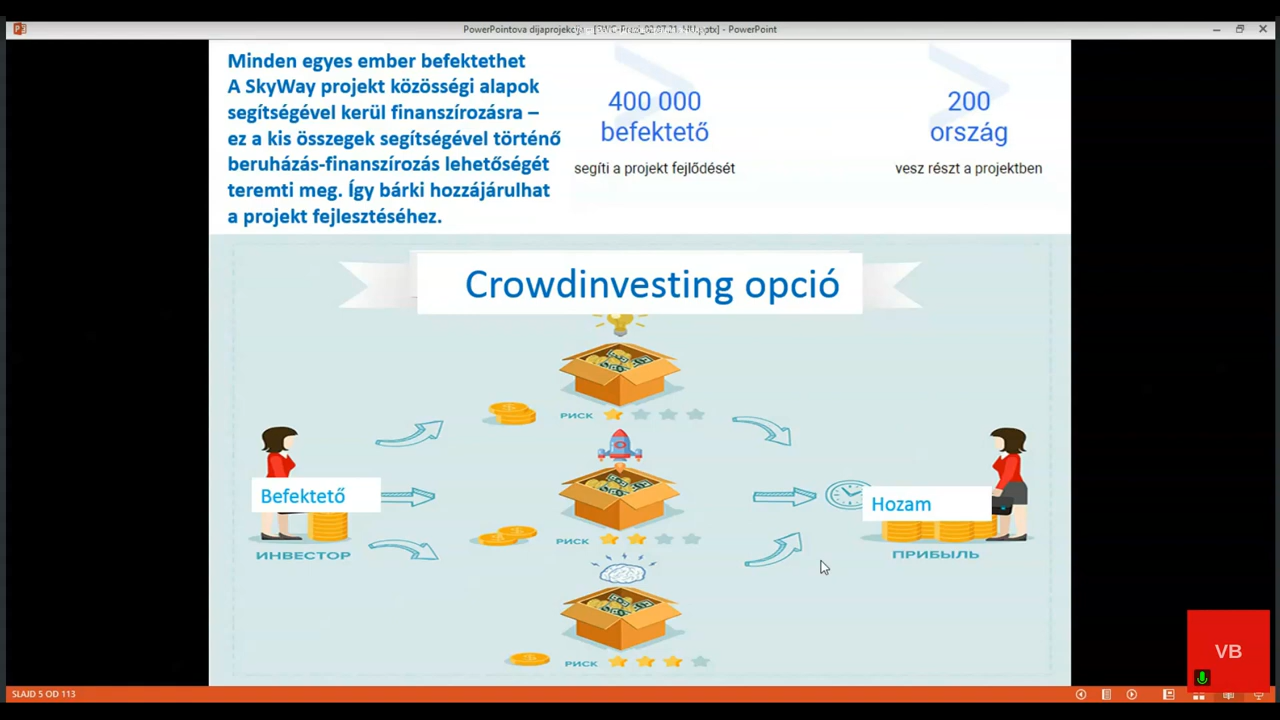 Minden egyes ember befektethet
A SkyWay projekt közösségi alapok
segítségével kerül finanszírozásra –
ez a kis összegek segítségével történő
beruházás-finanszírozás lehetőségét
teremti meg. Így bárki hozzájárulhat
a projekt fejlesztéséhez.
400 000
befektető
segíti a projekt fejlődését
200
ország
vesz részt a projektben
Crowdinvesting opció
РИСК
Befektető
ИНВЕСТОР
РИСК
Hozam
ПРИБЫЛЬ
РИСК
VB
SLAJD 5 OD 113